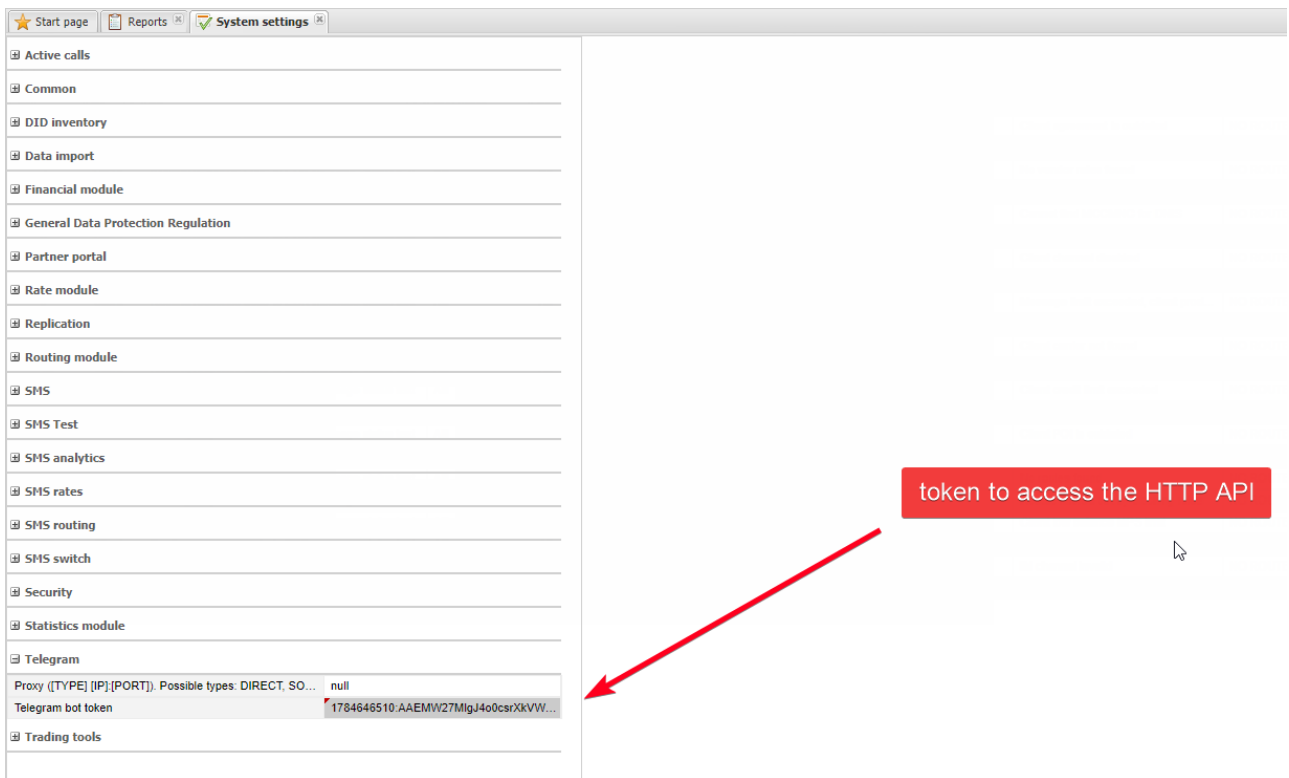 Start page
Reports
System settings
Active calls
Common
DID inventory
Data import
Financial module
General Data Protection Regulation
Partner portal
Rate module
Replication
Routing module
SMS
SMS Test
SMS analytics
SMS rates
token to access the HTTP API
SMS routing
SMS switch
Security
Statistics module
Telegram
Proxy ([TYPE] [IP]:[PORT]). Possible types: DIRECT, SO... null
Telegram bot token 1784646510:AAEMW27MlgJ4o0csrXkVW...
Trading tools